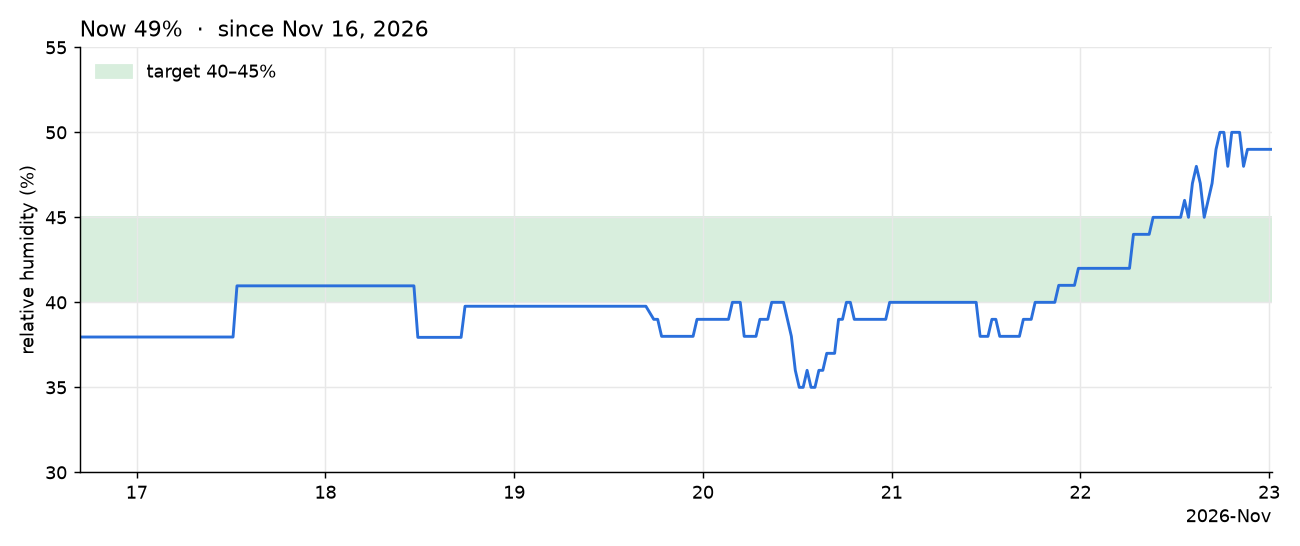 Now 49%  ·  since Nov 16, 2026
target 40–45%
relative humidity (%)
55
50
45
40
35
30
17 18 19 20 21 22 23
2026-Nov